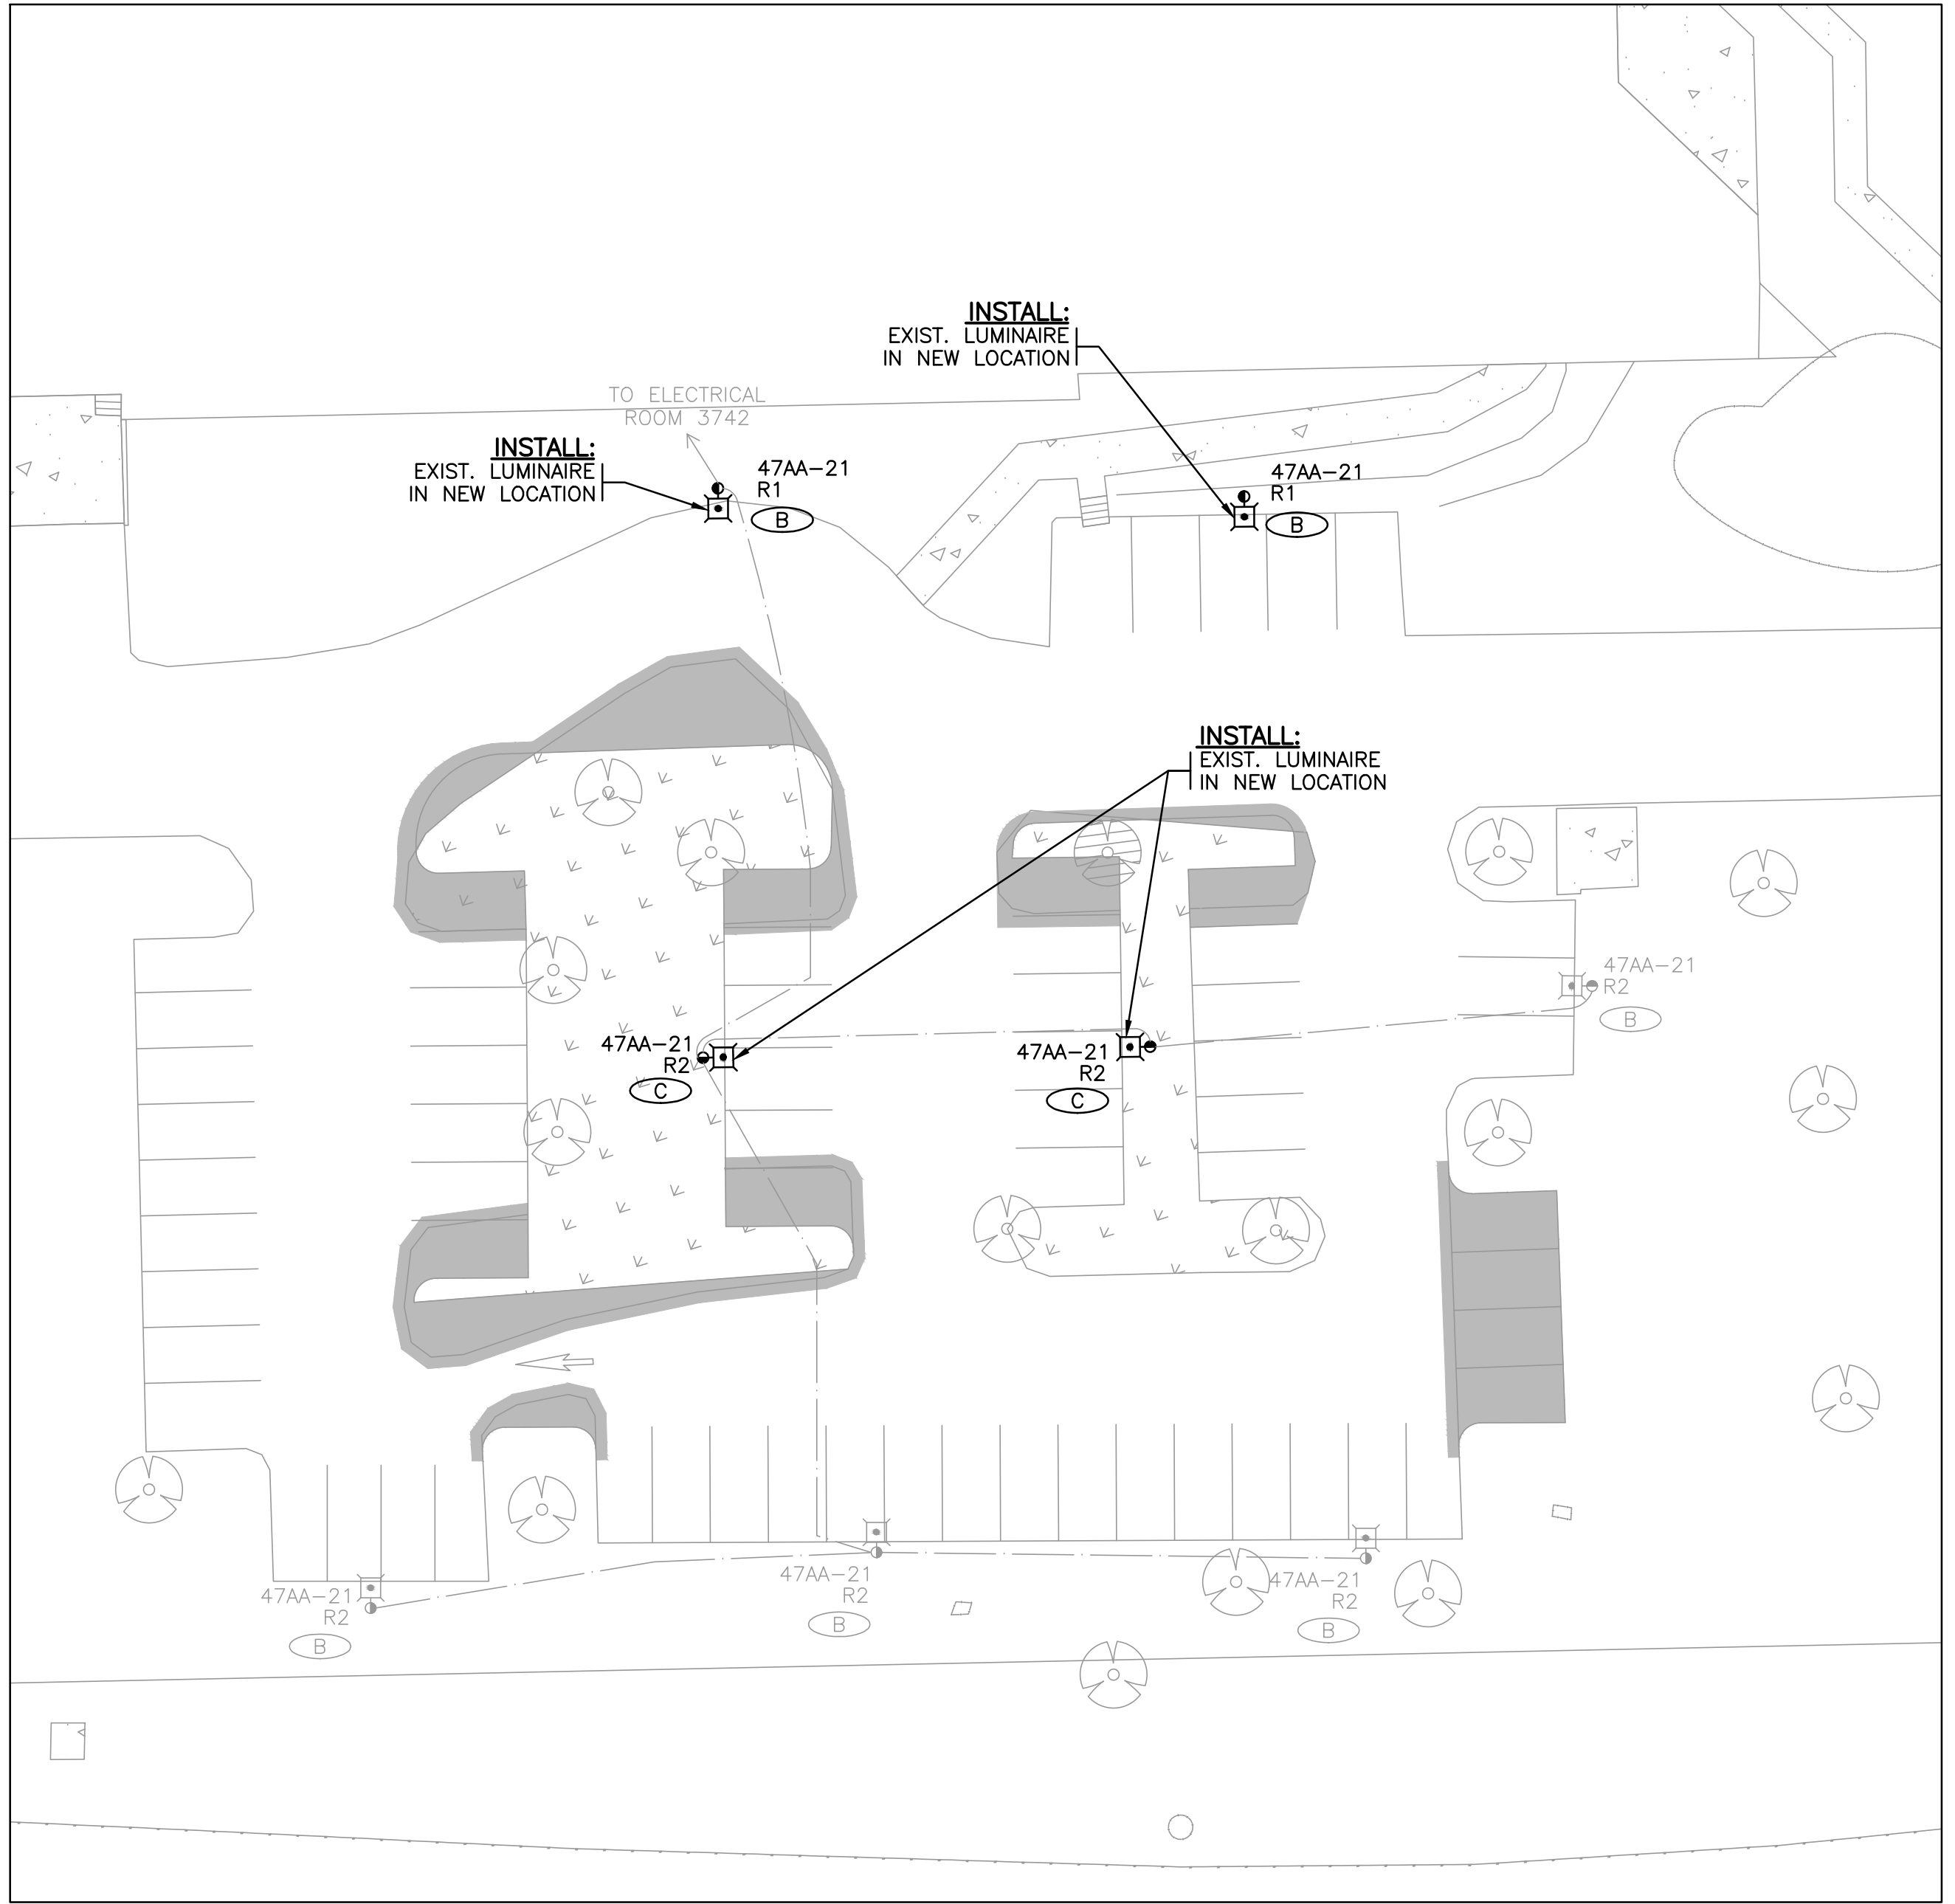 INSTALL:
EXIST. LUMINAIRE
IN NEW LOCATION
TO ELECTRICAL
ROOM 3742
INSTALL:
EXIST. LUMINAIRE
IN NEW LOCATION
47AA-21
R1
B
47AA-21
R1
B
INSTALL:
EXIST. LUMINAIRE
IN NEW LOCATION
47AA-21
R2
B
47AA-21
R2
C
47AA-21
R2
C
47AA-21
R2
B
47AA-21
R2
B
47AA-21
R2
B